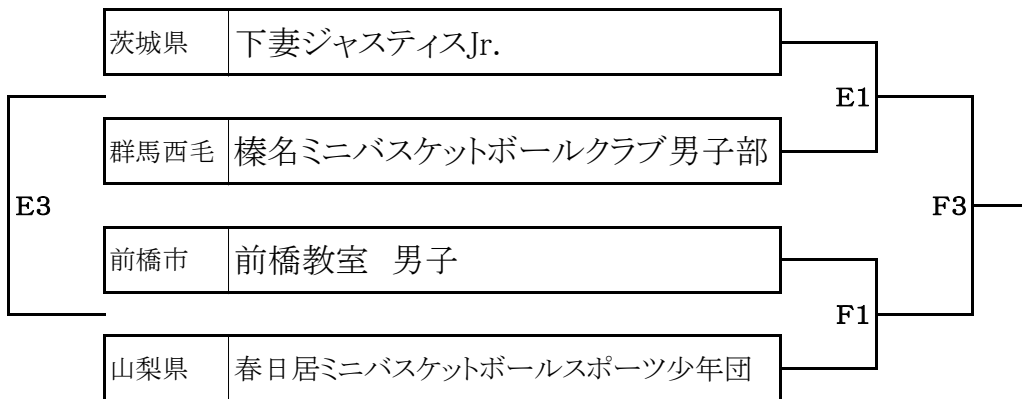 茨城県 下妻ジャスティスJr.
E1
群馬西毛 榛名ミニバスケットボールクラブ男子部
E3
F3
前橋市 前橋教室　男子
F1
山梨県 春日居ミニバスケットボールスポーツ少年団